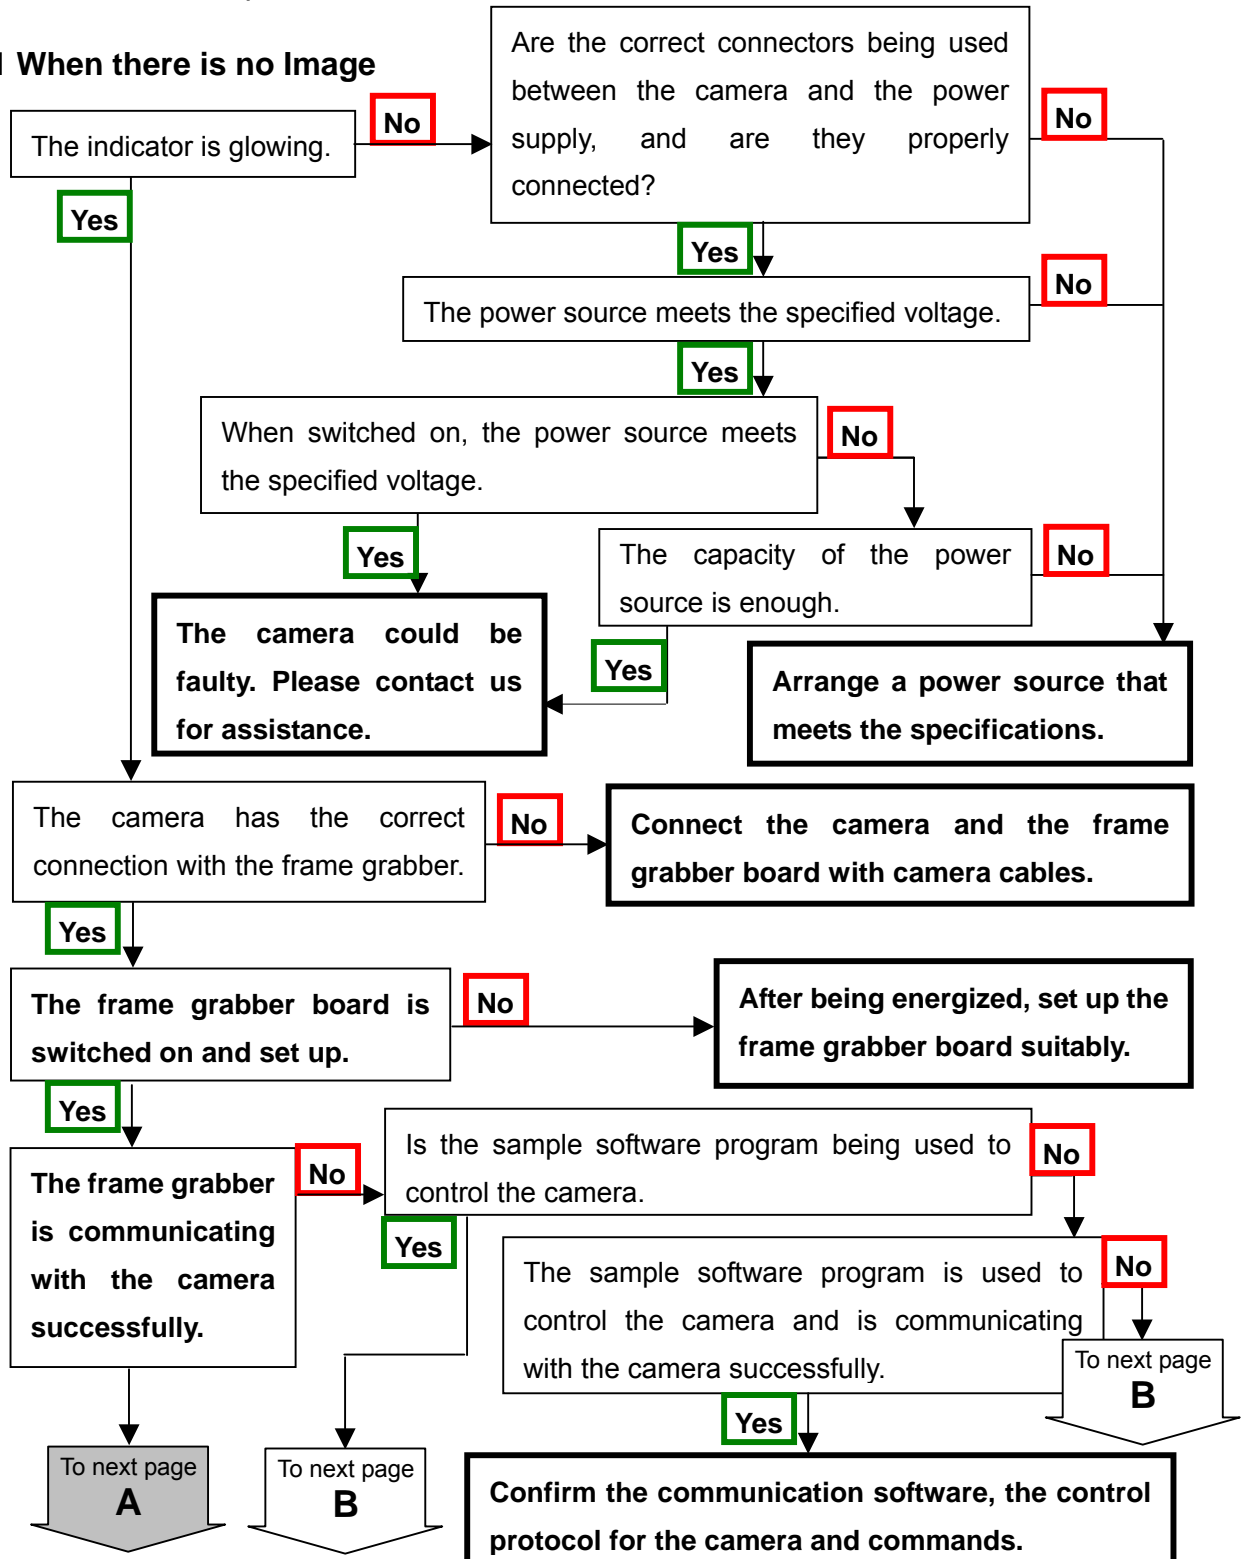 When there is no Image
The indicator is glowing.
No
Are the correct connectors being used
between the camera and the power
supply, and are they properly
connected?
No
Yes
Yes
The power source meets the specified voltage.
No
Yes
When switched on, the power source meets
the specified voltage.
No
Yes
The capacity of the power
source is enough.
No
Yes
The camera could be
faulty. Please contact us
for assistance.
Arrange a power source that
meets the specifications.
The camera has the correct
connection with the frame grabber.
No
Connect the camera and the frame
grabber board with camera cables.
Yes
The frame grabber board is
switched on and set up.
No
After being energized, set up the
frame grabber board suitably.
Yes
The frame grabber
is communicating
with the camera
successfully.
No
Is the sample software program being used to
control the camera.
No
Yes
The sample software program is used to
control the camera and is communicating
with the camera successfully.
No
To next page
B
Yes
To next page
A
To next page
B
Confirm the communication software, the control
protocol for the camera and commands.